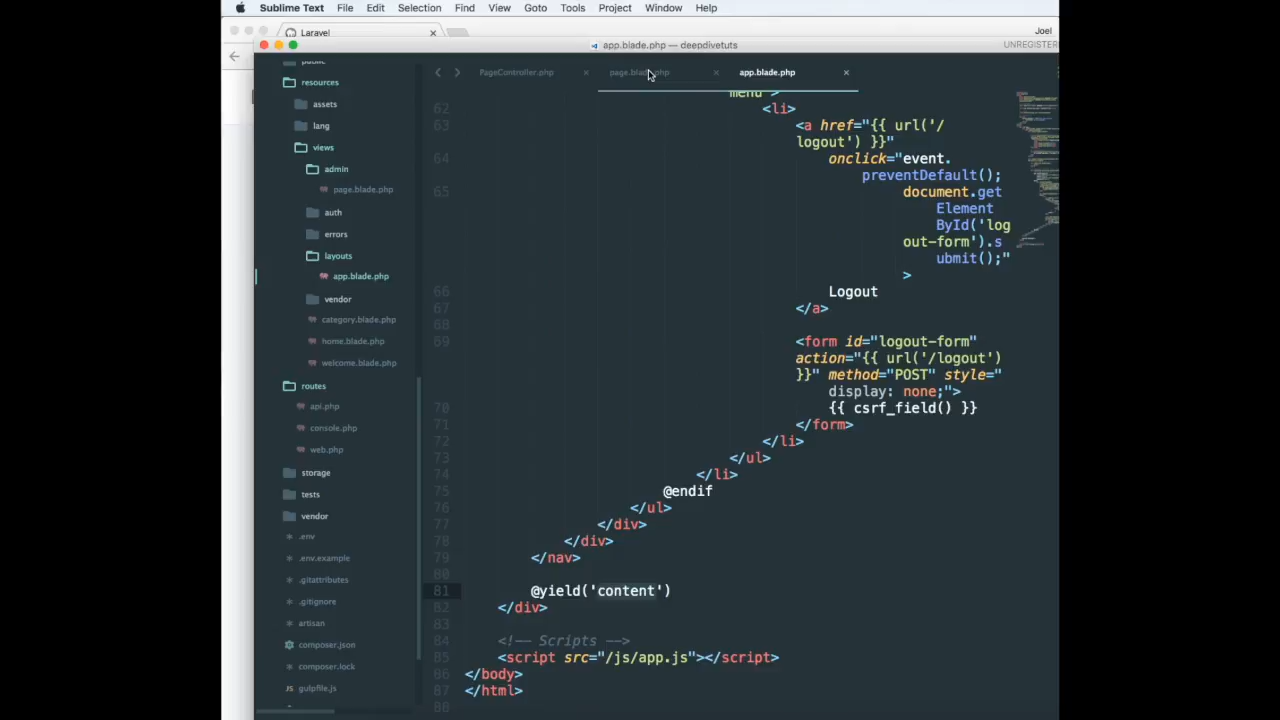 Sublime Text File Edit Selection Find View Goto Tools Project Window Help
Laravel
Joel
app.blade.php — deepdivetuts
UNREGISTER
public
resources
assets
lang
views
admin
page.blade.php
auth
errors
layouts
app.blade.php
vendor
category.blade.php
home.blade.php
welcome.blade.php
routes
api.php
console.php
web.php
storage
tests
vendor
.env
.env.example
.gitattributes
.gitignore
artisan
composer.json
composer.lock
gulpfile.js
PageController.php page.blade.php app.blade.php
menu">
62 <li>
63 <a href="{{ url('/
logout') }}"
64 onclick="event.
preventDefault();
65 document.get
Element
ById('log
out-form').s
ubmit();"
>
66 Logout
67 </a>
68
69 <form id="logout-form"
action="{{ url('/logout')
}}" method="POST" style="
display: none;">
70 {{ csrf_field() }}
71 </form>
72 </li>
73 </ul>
74 </li>
75 @endif
76 </ul>
77 </div>
78 </div>
79 </nav>
80
81 @yield('content')
82 </div>
83
84 <!-- Scripts -->
85 <script src="/js/app.js"></script>
86 </body>
87 </html>
88